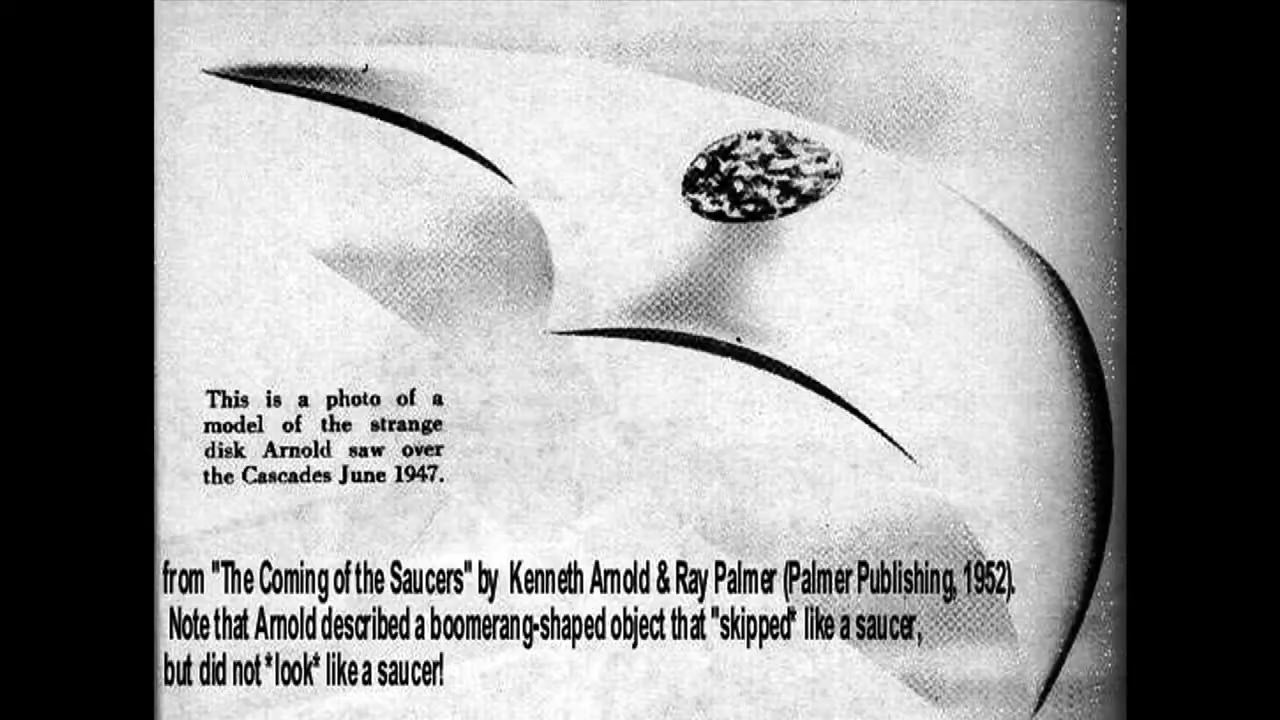 This is a photo of a
model of the strange
disk Arnold saw over
the Cascades June 1947.
from "The Coming of the Saucers" by Kenneth Arnold & Ray Palmer (Palmer Publishing, 1952).
Note that Arnold described a boomerang-shaped object that "skipped* like a saucer,
but did not *look* like a saucer!